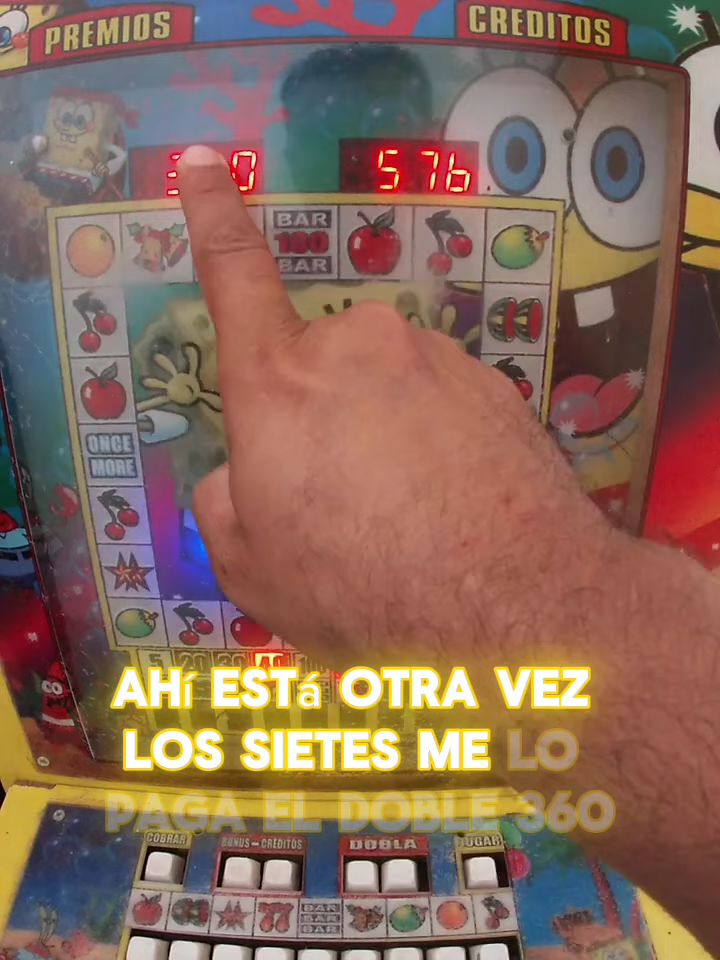 PREMIOS
CREDITOS
576
BAR
100
BAR
ONCE
MORE
AHÍ ESTá OTRA VEZ
LOS SIETES ME LO
PAGA EL DOBLE 360
COBRAR
BONUS-CREDITOS
DOBLA
JUGAR
BAR
BAR
BAR